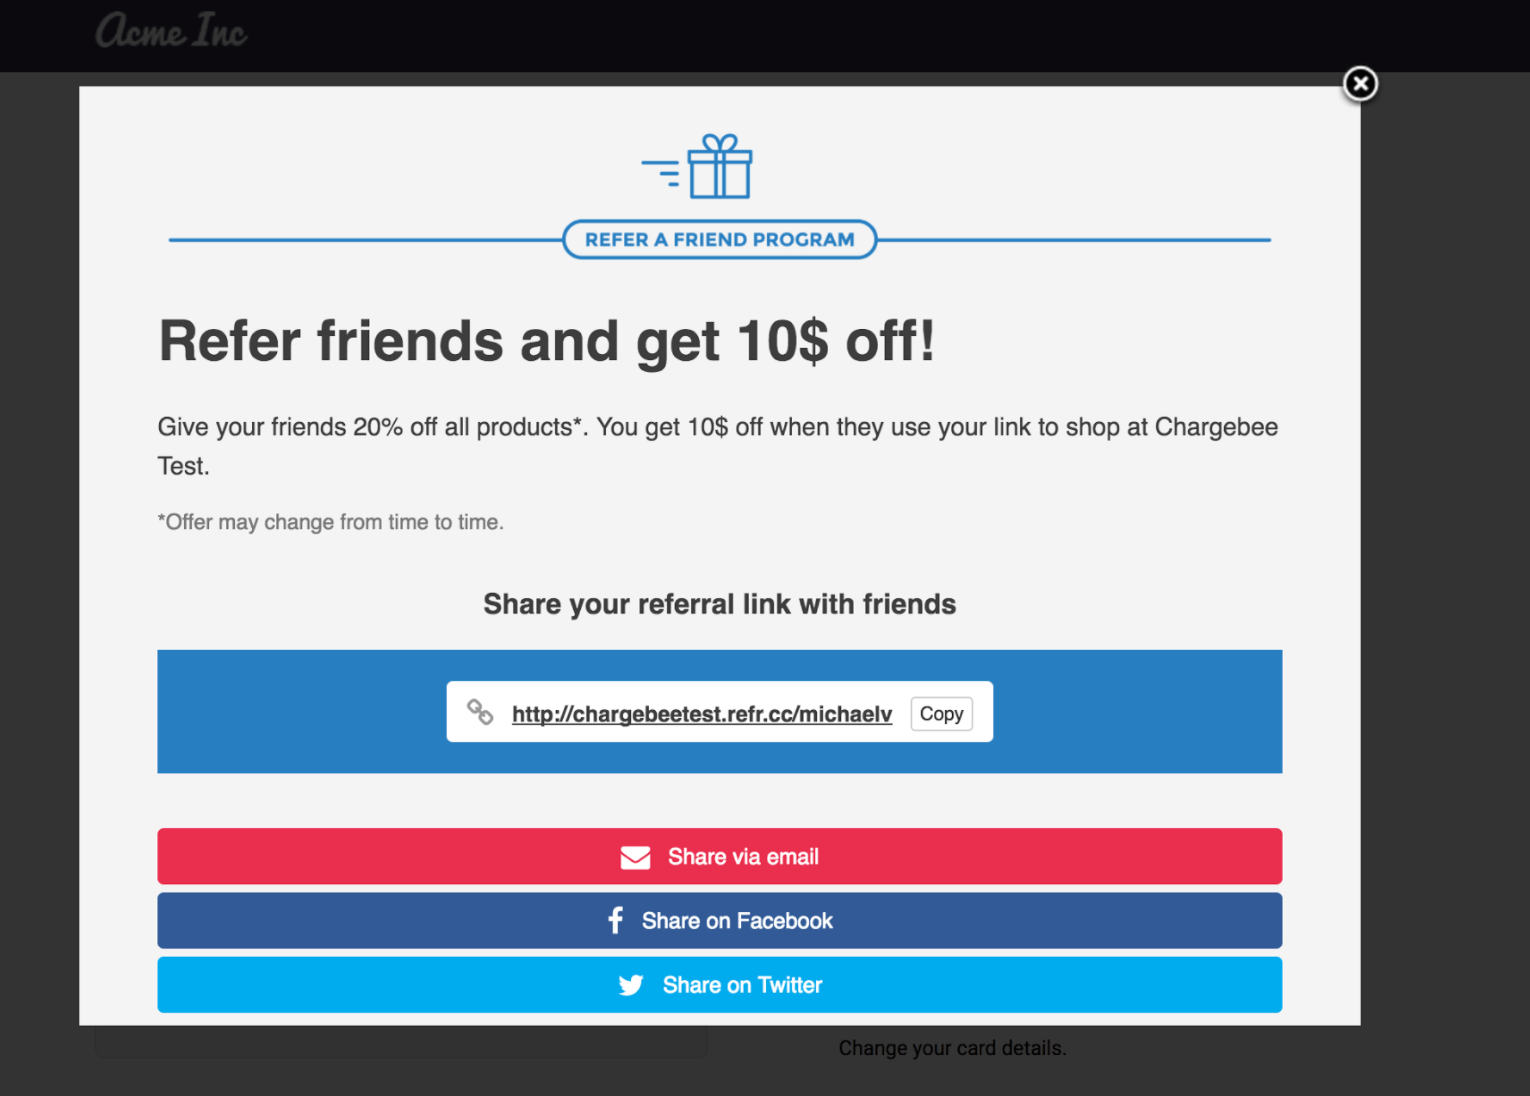 Acme Inc
REFER A FRIEND PROGRAM
Refer friends and get 10$ off!
Give your friends 20% off all products*. You get 10$ off when they use your link to shop at Chargebee
Test.
*Offer may change from time to time.
Share your referral link with friends
http://chargebeetest.refr.cc/michaelv Copy
Share via email
Share on Facebook
Share on Twitter
Change your card details.